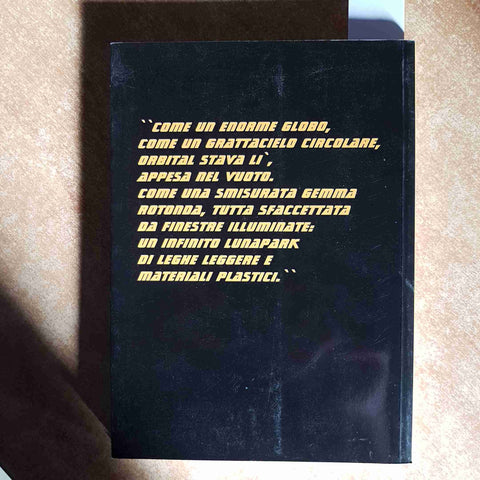 ``COME UN ENORME GLOBO,
COME UN GRATTACIELO CIRCOLARE,
ORBITAL STAVA LI`,
APPESA NEL VUOTO.
COME UNA SMISURATA GEMMA
ROTONDA, TUTTA SFACCETTATA
DA FINESTRE ILLUMINATE:
UN INFINITO LUNAPARK
DI LEGHE LEGGERE E
MATERIALI PLASTICI.``